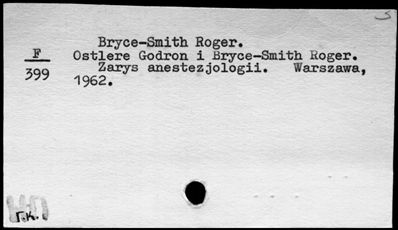 Bryce-Smith Roger.
F
399
Ostlere Godron i Bryce-Smith Roger.
Zarys anestezjologii. Warszawa,
1962.
Г.К.